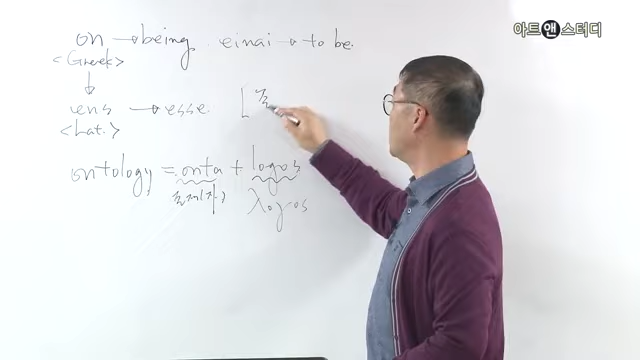 아트앤스터디
on → being. einai → to be.
<Greek>
↓
ens → esse. [
<Lat.>
ontology = onta + logos
존재(자)
λογos